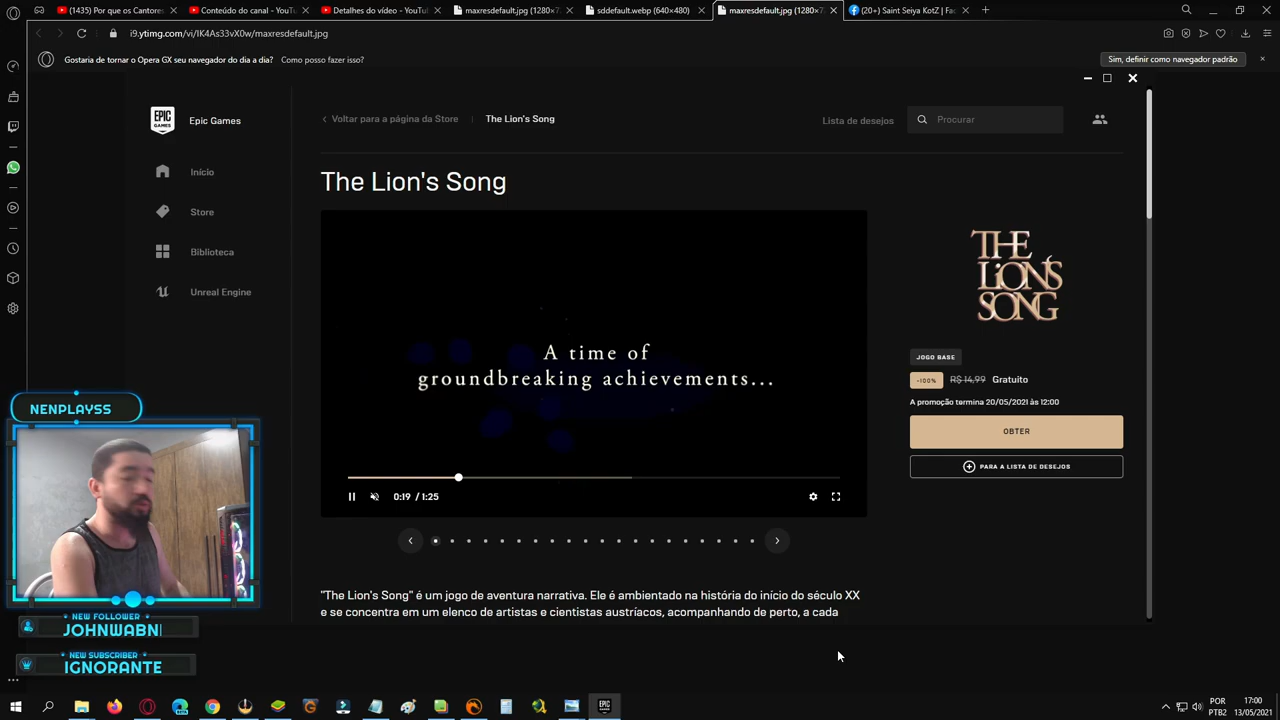 (1435) Por que os Cantores
Conteúdo do canal - YouTu
Detalhes do vídeo - YouTub
maxresdefault.jpg (1280×72
sddefault.webp (640×480)
maxresdefault.jpg (1280×7
(20+) Saint Seiya KotZ | Fac
i9.ytimg.com/vi/IK4As33vX0w/maxresdefault.jpg
Gostaria de tornar o Opera GX seu navegador do dia a dia?
Como posso fazer isso?
Sim, definir como navegador padrão
EPIC GAMES
Epic Games
Voltar para a página da Store
The Lion's Song
Lista de desejos
Procurar
Início
Store
Biblioteca
Unreal Engine
The Lion's Song
A time of
groundbreaking achievements...
0:19 / 1:25
THE
LION'S
SONG
JOGO BASE
-100% R$ 14,99 Gratuito
A promoção termina 20/05/2021 às 12:00
OBTER
PARA A LISTA DE DESEJOS
"The Lion's Song" é um jogo de aventura narrativa. Ele é ambientado na história do início do século XX
e se concentra em um elenco de artistas e cientistas austríacos, acompanhando de perto, a cada
NENPLAYSS
NEW FOLLOWER
JOHNWABNI
NEW SUBSCRIBER
IGNORANTE
POR
PTB2
17:00
13/05/2021